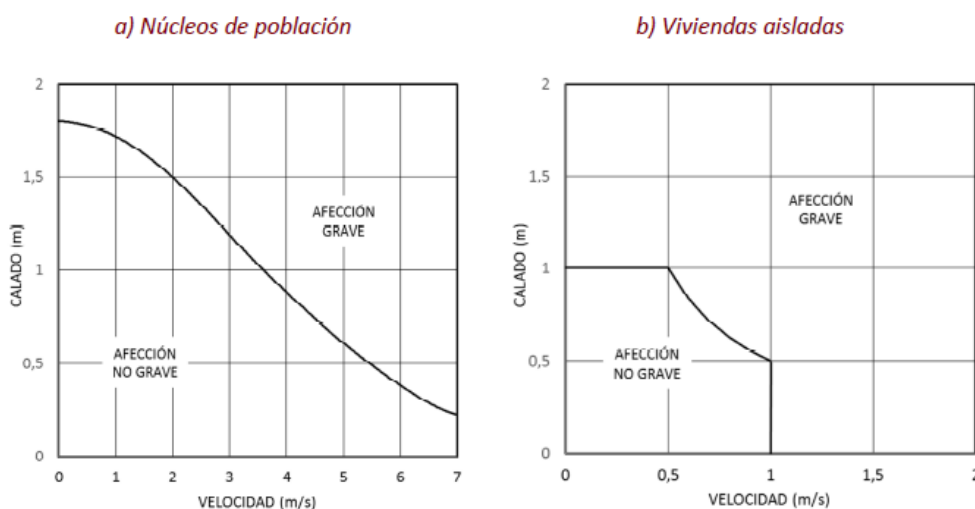 a) Núcleos de población
2
1,5
1
0,5
0
CALADO (m)
AFECCION
GRAVE
AFECCIÓN
NO GRAVE
0 1 2 3 4 5 6 7
VELOCIDAD (m/s)
b) Viviendas aisladas
2
1,5
1
0,5
0
CALADO (m)
AFECCIÓN
GRAVE
AFECCIÓN
NO GRAVE
0 0,5 1 1,5 2
VELOCIDAD (m/s)